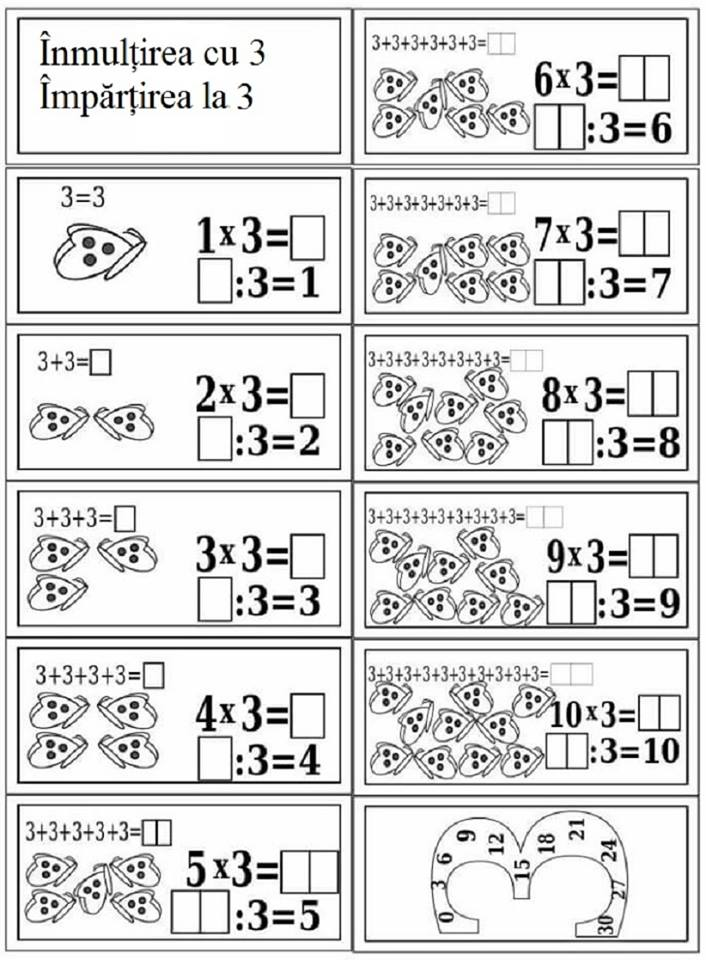 Înmulțirea cu 3
Împărțirea la 3
3=3
1x3=
:3=1
3+3=
2x3=
:3=2
3+3+3=
3x3=
:3=3
3+3+3+3=
4x3=
:3=4
3+3+3+3+3=
5x3=
:3=5
3+3+3+3+3+3=
6x3=
:3=6
3+3+3+3+3+3+3=
7x3=
:3=7
3+3+3+3+3+3+3+3=
8x3=
:3=8
3+3+3+3+3+3+3+3+3=
9x3=
:3=9
3+3+3+3+3+3+3+3+3+3=
10x3=
:3=10
0 3 6 9 12 15 18 21 24 27 30